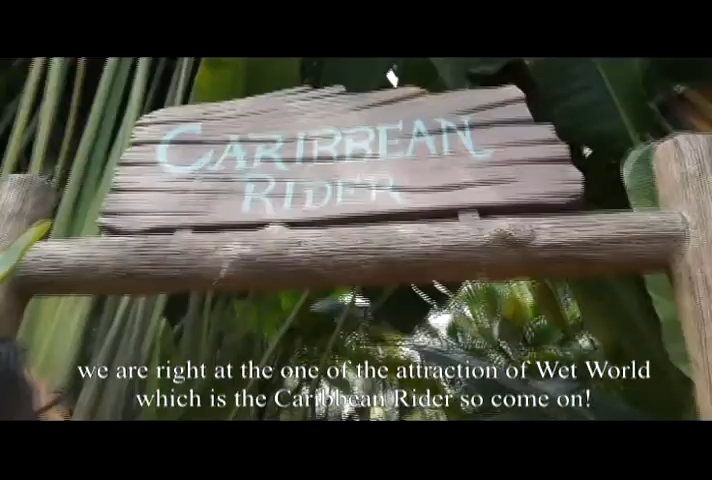 CARIBBEAN
RIDER
we are right at the one of the attraction of Wet World
which is the Caribbean Rider so come on!